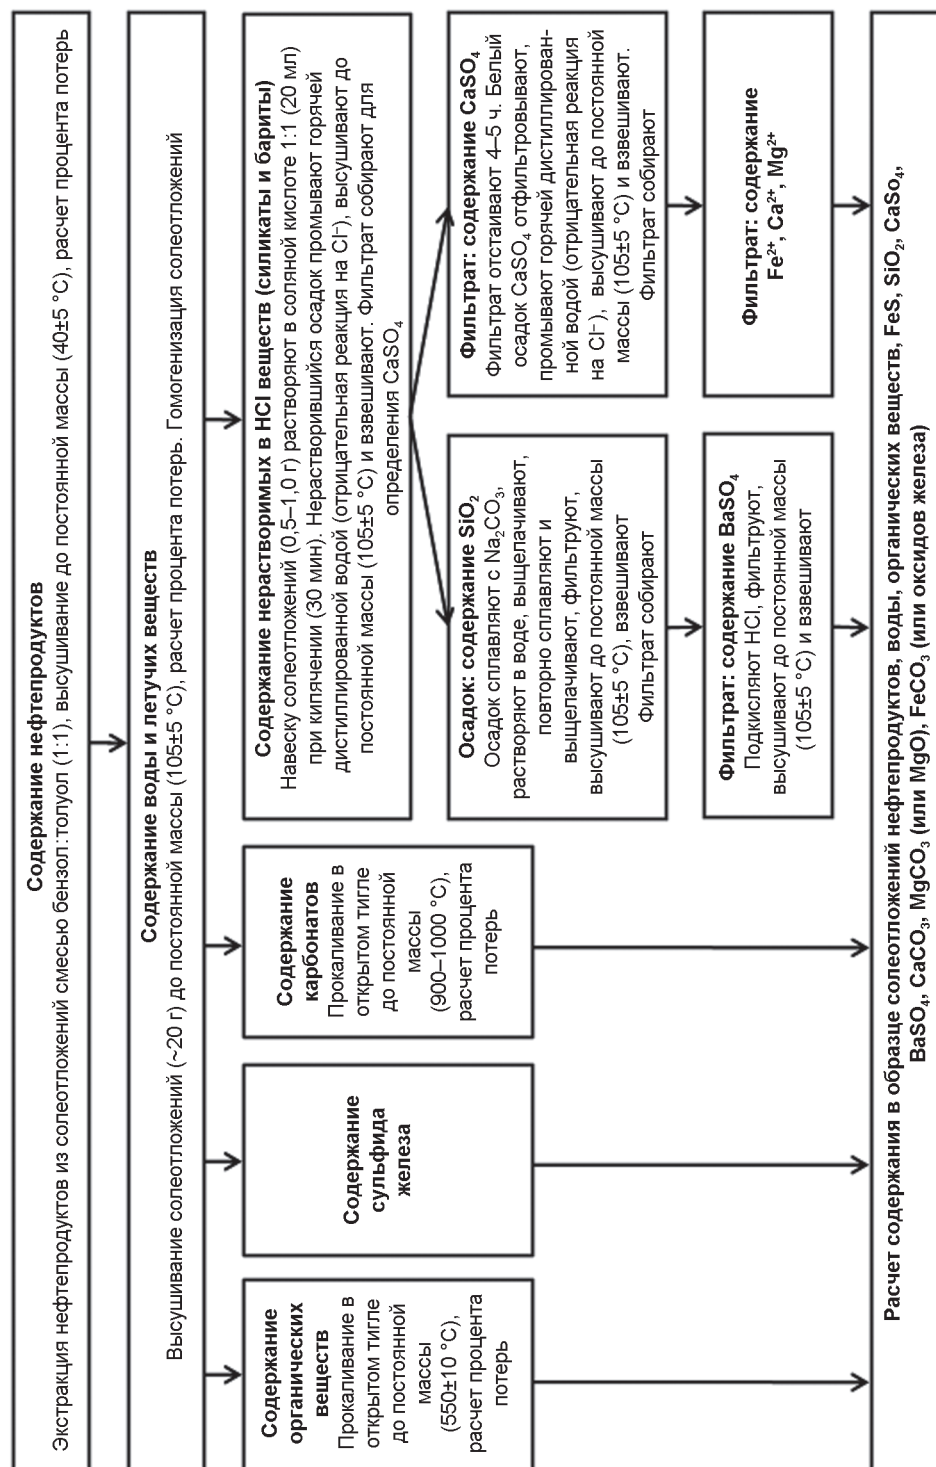 Содержание нефтепродуктов
Экстракция нефтепродуктов из солеотложений смесью бензол:толуол (1:1), высушивание до постоянной массы (40±5 °С), расчет процента потерь
Содержание воды и летучих веществ
Высушивание солеотложений (~20 г) до постоянной массы (105±5 °С), расчет процента потерь. Гомогенизация солеотложений
Содержание
органических
веществ
Прокаливание в
открытом тигле
до постоянной
массы
(550±10 °С),
расчет процента
потерь
Содержание
сульфида
железа
Содержание
карбонатов
Прокаливание в
открытом тигле
до постоянной
массы
(900–1000 °С),
расчет процента
потерь
Содержание нерастворимых в HCl веществ (силикаты и бариты)
Навеску солеотложений (0,5–1,0 г) растворяют в соляной кислоте 1:1 (20 мл)
при кипячении (30 мин). Нерастворившийся осадок промывают горячей
дистиллированной водой (отрицательная реакция на Cl⁻), высушивают до
постоянной массы (105±5 °С) и взвешивают. Фильтрат собирают для
определения CaSO₄
Осадок: содержание SiO₂
Осадок сплавляют с Na₂CO₃,
растворяют в воде, выщелачивают,
повторно сплавляют и
выщелачивают, фильтруют,
высушивают до постоянной массы
(105±5 °С), взвешивают
Фильтрат собирают
Фильтрат: содержание CaSO₄
Фильтрат отстаивают 4–5 ч. Белый
осадок CaSO₄ отфильтровывают,
промывают горячей дистиллирован-
ной водой (отрицательная реакция
на Cl⁻), высушивают до постоянной
массы (105±5 °С) и взвешивают.
Фильтрат собирают
Фильтрат: содержание BaSO₄
Подкисляют HCl, фильтруют,
высушивают до постоянной массы
(105±5 °С) и взвешивают
Фильтрат: содержание
Fe²⁺, Ca²⁺, Mg²⁺
Расчет содержания в образце солеотложений нефтепродуктов, воды, органических веществ, FeS, SiO₂, CaSo₄,
BaSO₄, CaCO₃, MgCO₃ (или MgO), FeCO₃ (или оксидов железа)